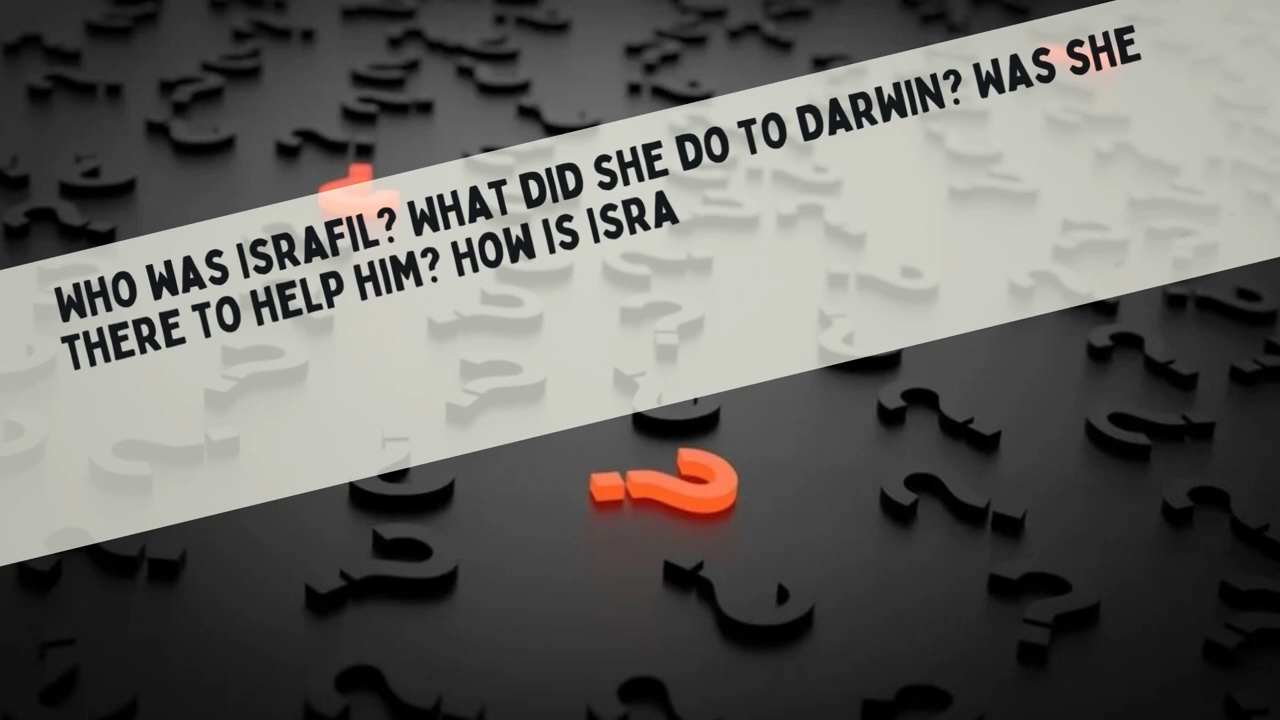 WHO WAS ISRAFIL? WHAT DID SHE DO TO DARWIN? WAS SHE
THERE TO HELP HIM? HOW IS ISRA